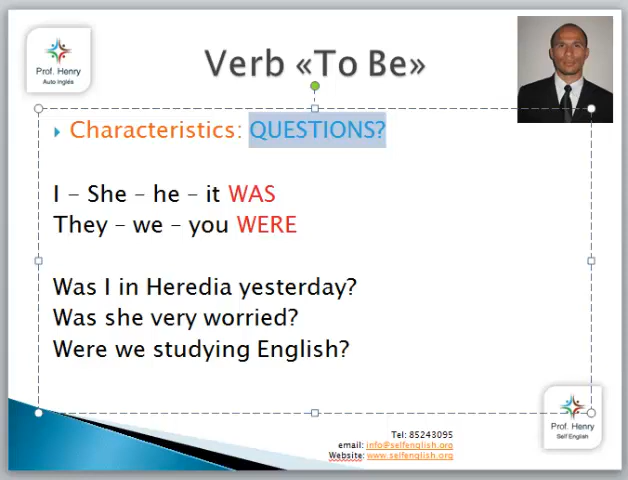 Prof. Henry
Auto Inglés
Verb «To Be»
Characteristics: QUESTIONS?
I – She – he – it WAS
They – we – you WERE
Was I in Heredia yesterday?
Was she very worried?
Were we studying English?
Prof. Henry
Self English
Tel: 85243095
email: info@selfenglish.org
Website: www.selfenglish.org